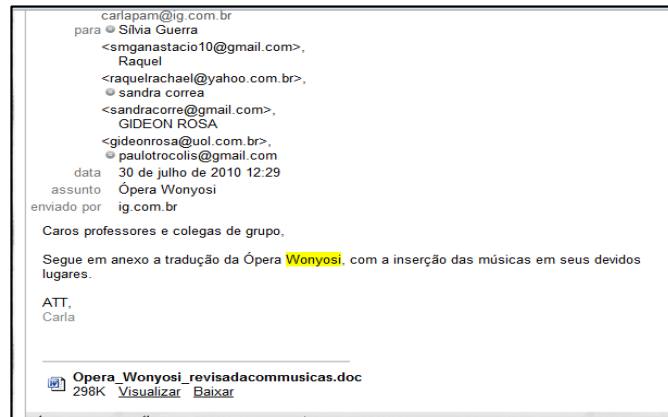 carlapam@ig.com.br
para Sílvia Guerra
<smganastacio10@gmail.com>,
Raquel
<raquelrachael@yahoo.com.br>,
sandra correa
<sandracorre@gmail.com>,
GIDEON ROSA
<gideonrosa@uol.com.br>,
paulotrocolis@gmail.com
data 30 de julho de 2010 12:29
assunto Ópera Wonyosi
enviado por ig.com.br
Caros professores e colegas de grupo,
Segue em anexo a tradução da Ópera Wonyosi, com a inserção das músicas em seus devidos
lugares.
ATT,
Carla
Opera_Wonyosi_revisadacommusicas.doc
298K Visualizar Baixar